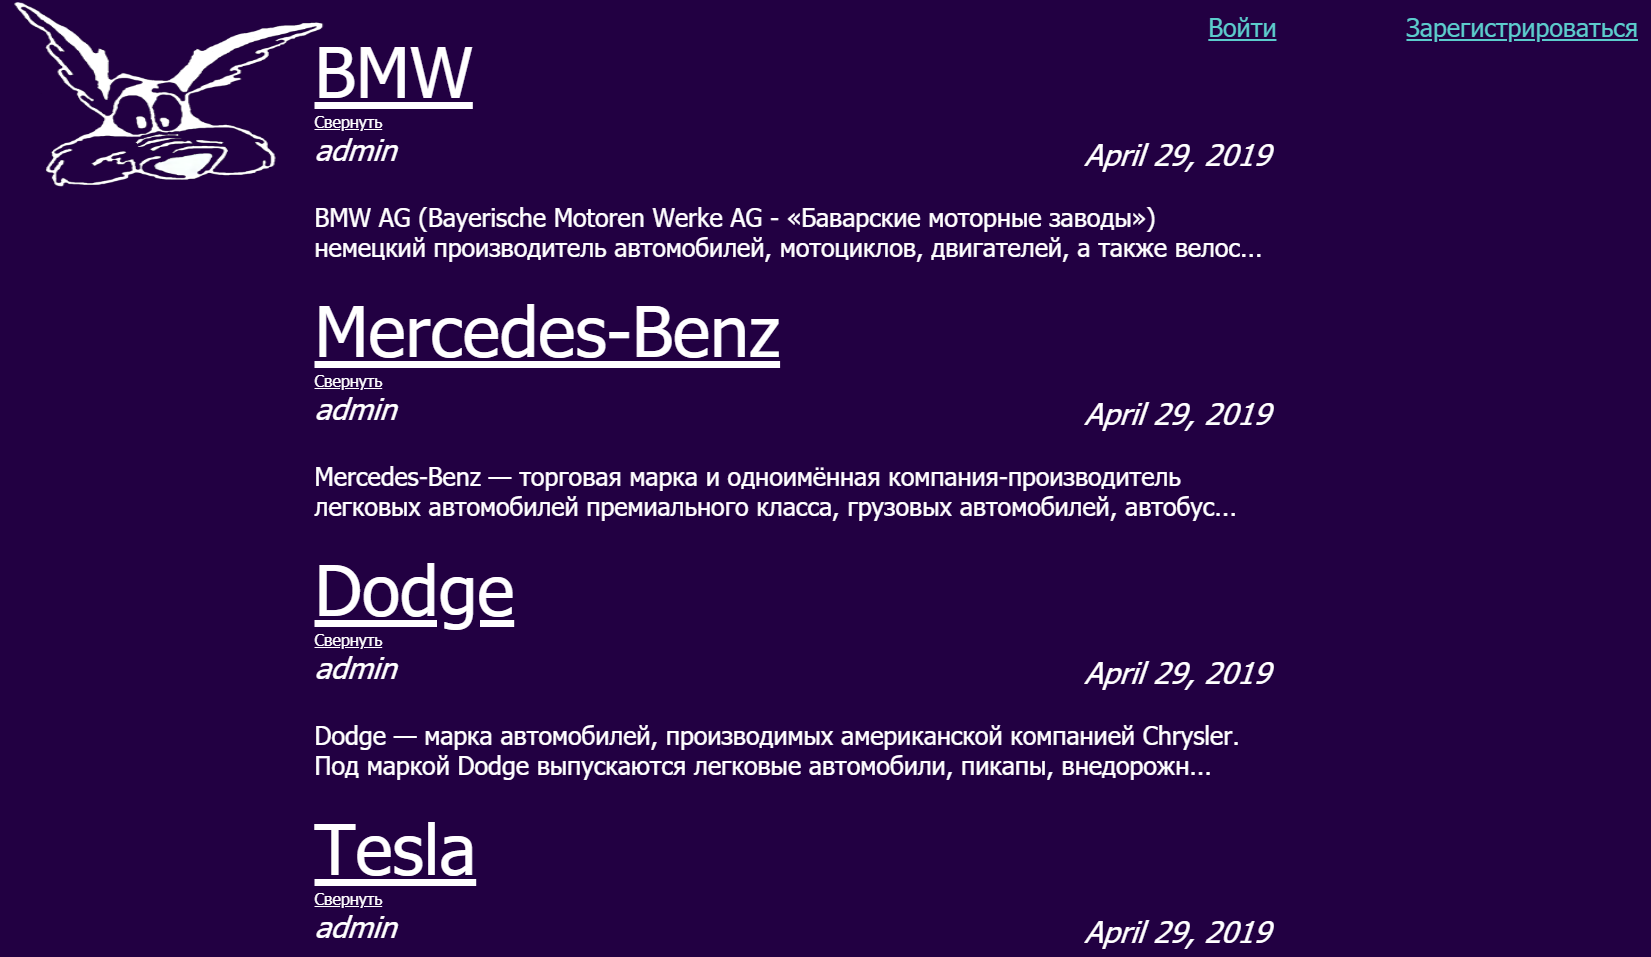 Войти
Зарегистрироваться
BMW
Свернуть
admin
April 29, 2019
BMW AG (Bayerische Motoren Werke AG - «Баварские моторные заводы»)
немецкий производитель автомобилей, мотоциклов, двигателей, а также велос...
Mercedes-Benz
Свернуть
admin
April 29, 2019
Mercedes-Benz — торговая марка и одноимённая компания-производитель
легковых автомобилей премиального класса, грузовых автомобилей, автобус...
Dodge
Свернуть
admin
April 29, 2019
Dodge — марка автомобилей, производимых американской компанией Chrysler.
Под маркой Dodge выпускаются легковые автомобили, пикапы, внедорожн...
Tesla
Свернуть
admin
April 29, 2019